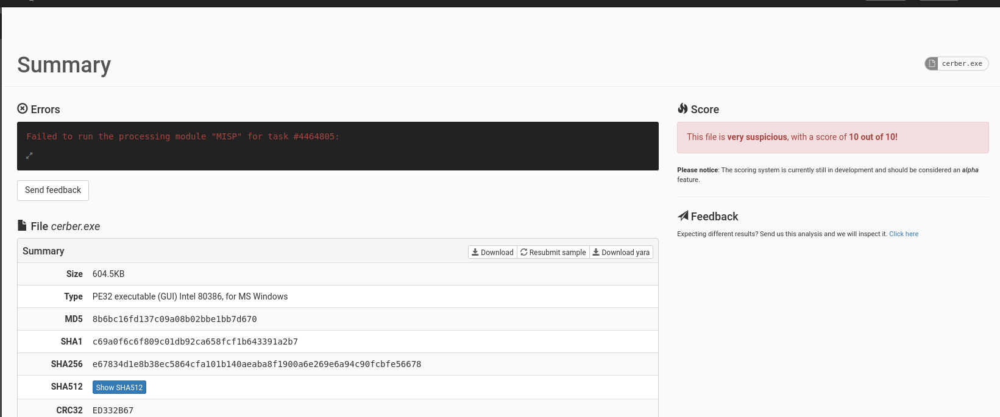 Summary
cerber.exe
Errors
Failed to run the processing module "MISP" for task #4464805:
Send feedback
File cerber.exe
Summary
Download
Resubmit sample
Download yara
Size 604.5KB
Type PE32 executable (GUI) Intel 80386, for MS Windows
MD5 8b6bc16fd137c09a08b02bbe1bb7d670
SHA1 c69a0f6c6f809c01db92ca658fcf1b643391a2b7
SHA256 e67834d1e8b38ec5864cfa101b140aeaba8f1900a6e269e6a94c90fcbfe56678
SHA512 Show SHA512
CRC32 ED332B67
Score
This file is very suspicious, with a score of 10 out of 10!
Please notice: The scoring system is currently still in development and should be considered an alpha
feature.
Feedback
Expecting different results? Send us this analysis and we will inspect it. Click here